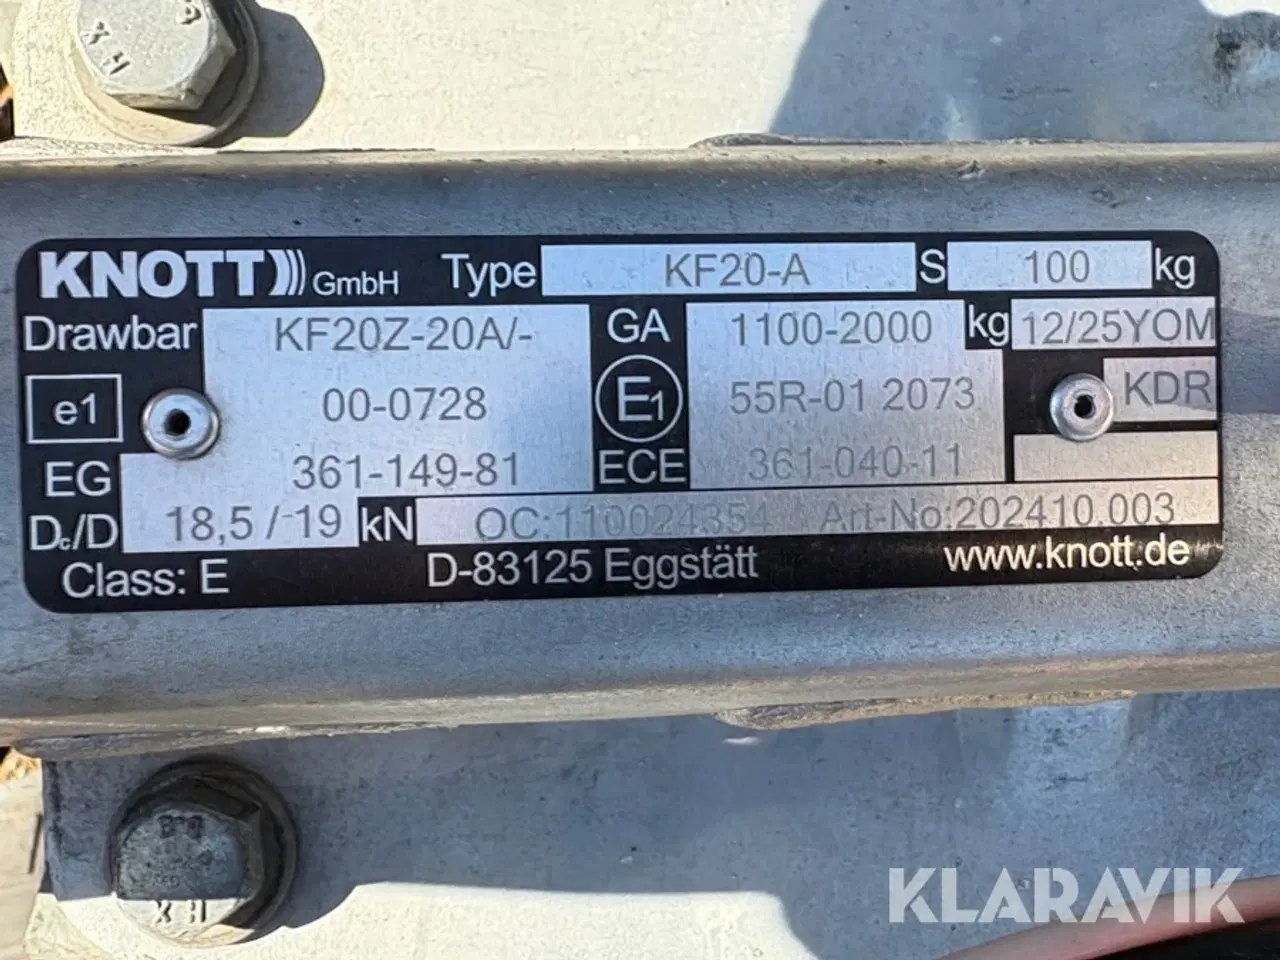 KNOTT GmbH Type KF20-A S 100 kg
Drawbar KF20Z-20A/- GA 1100-2000 kg 12/25YOM
e1 00-0728 E1 55R-01 2073 KDR
EG 361-149-81 ECE 361-040-11
Dc/D 18,5 / 19 kN OC:110024354 Art-No:202410.003
Class: E D-83125 Eggstätt www.knott.de
KLARAVIK